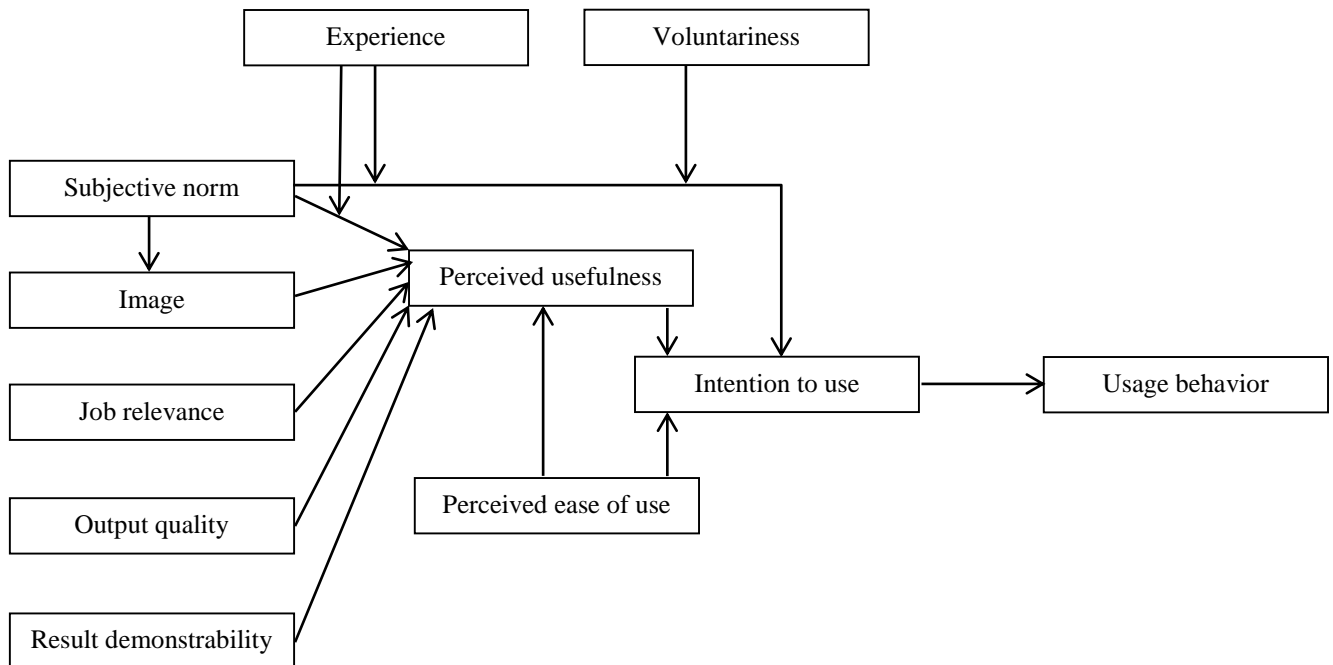 Experience
Voluntariness
Subjective norm
Perceived usefulness
Image
Intention to use
Usage behavior
Job relevance
Perceived ease of use
Output quality
Result demonstrability